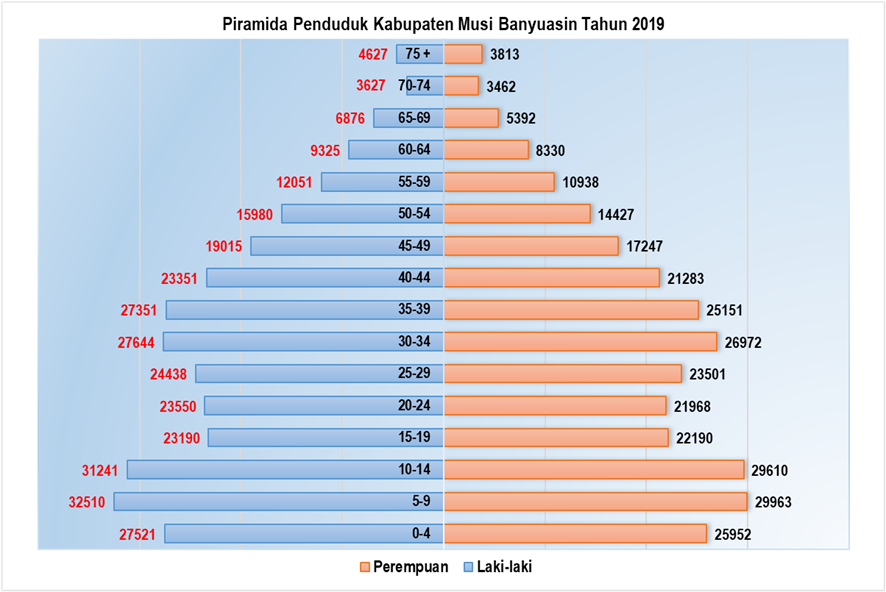 Piramida Penduduk Kabupaten Musi Banyuasin Tahun 2019
4627 75 + 3813
3627 70-74 3462
6876 65-69 5392
9325 60-64 8330
12051 55-59 10938
15980 50-54 14427
19015 45-49 17247
23351 40-44 21283
27351 35-39 25151
27644 30-34 26972
24438 25-29 23501
23550 20-24 21968
23190 15-19 22190
31241 10-14 29610
32510 5-9 29963
27521 0-4 25952
Perempuan Laki-laki